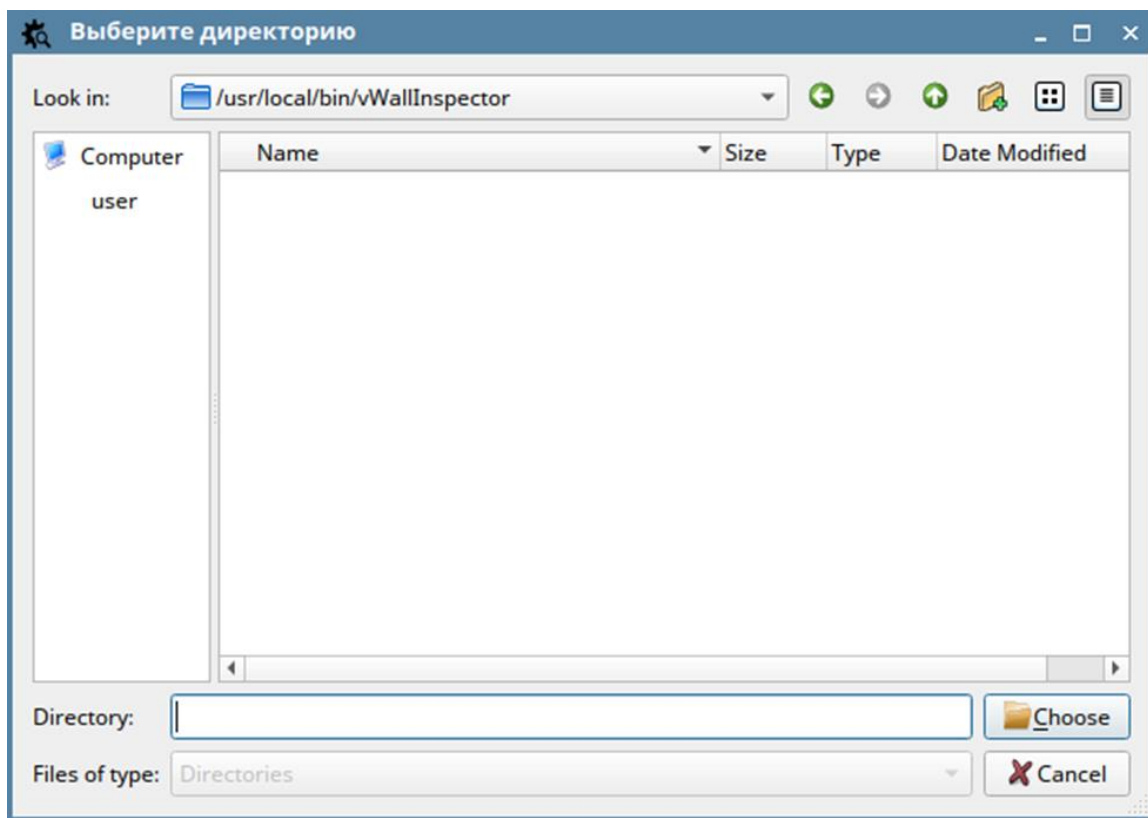 Выберите директорию
Look in: /usr/local/bin/vWallInspector
Computer
user
Name Size Type Date Modified
Directory: Choose
Files of type: Directories Cancel